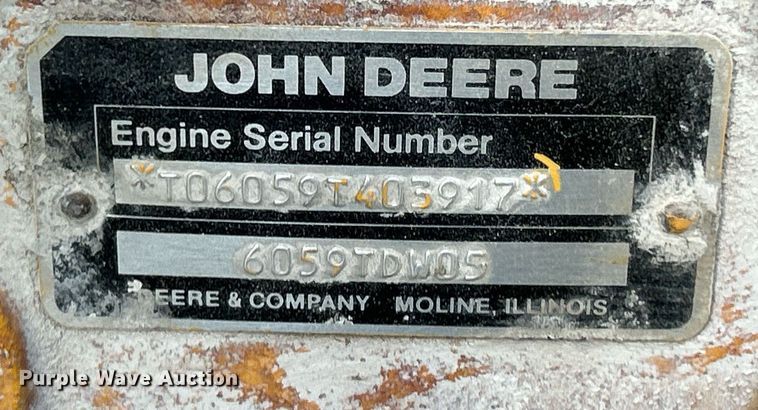 JOHN DEERE
Engine Serial Number
*T06059T403917*
6059TDW05
DEERE & COMPANY MOLINE, ILLINOIS
Purple Wave Auction